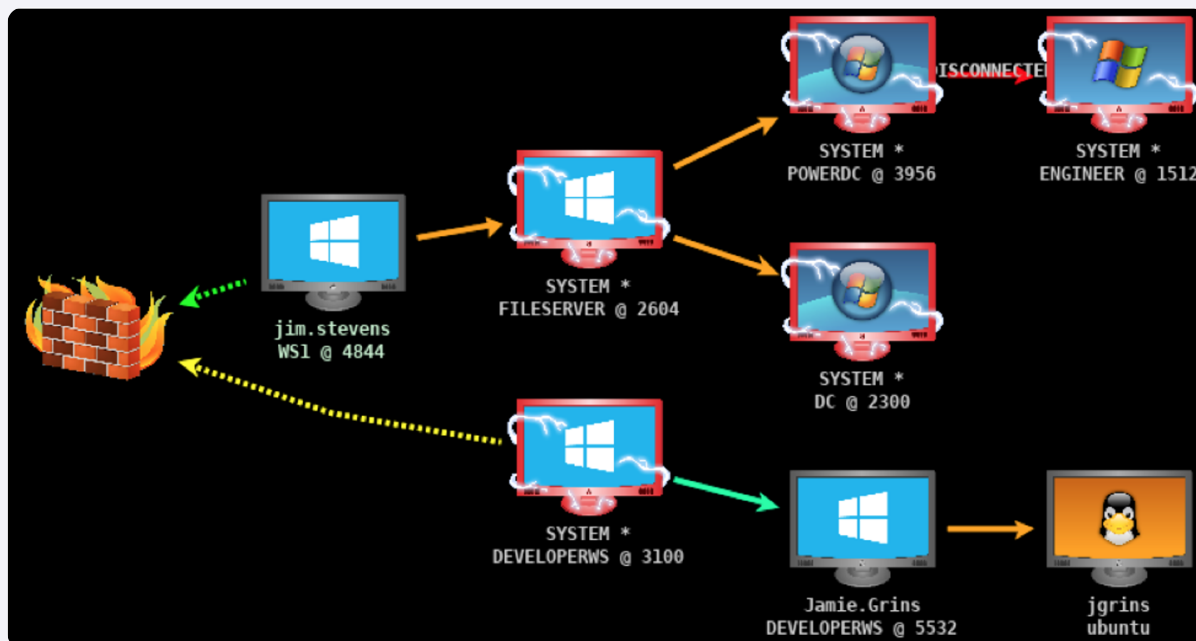 DISCONNECTED
SYSTEM *
POWERDC @ 3956
SYSTEM *
ENGINEER @ 1512
SYSTEM *
FILESERVER @ 2604
jim.stevens
WS1 @ 4844
SYSTEM *
DC @ 2300
SYSTEM *
DEVELOPERWS @ 3100
Jamie.Grins
DEVELOPERWS @ 5532
jgrins
ubuntu